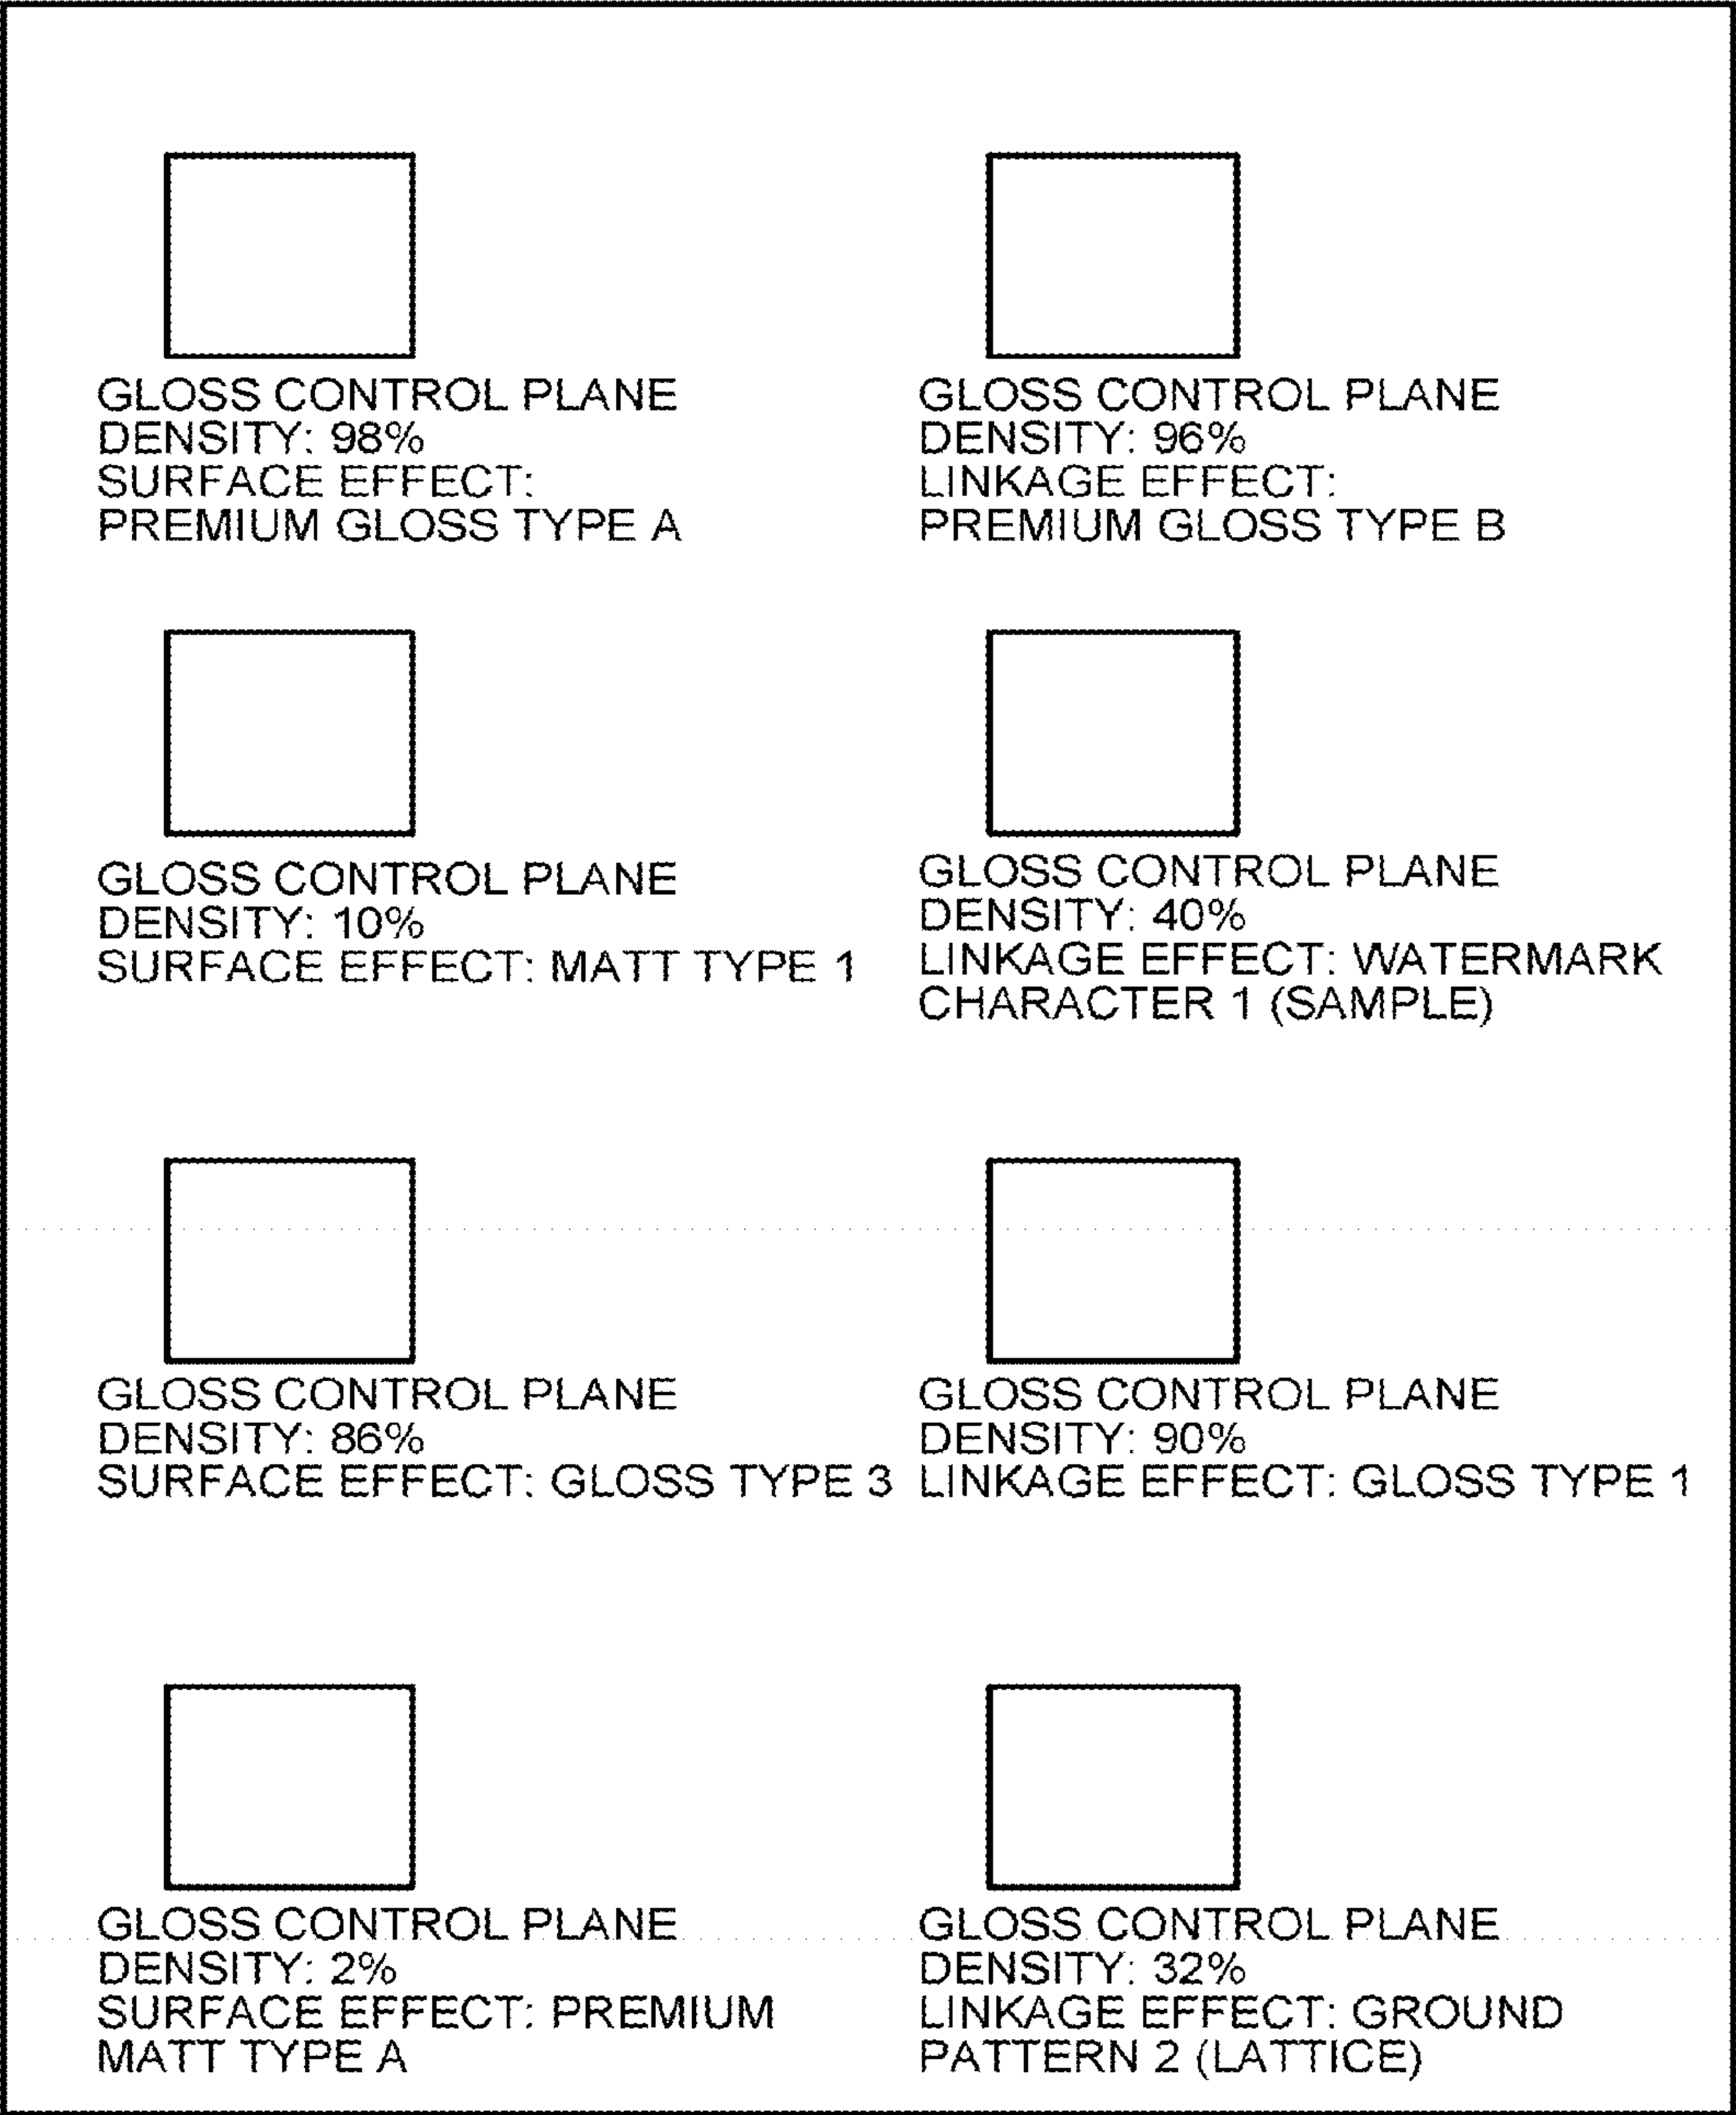 GLOSS CONTROL PLANE
DENSITY: 98%
SURFACE EFFECT:
PREMIUM GLOSS TYPE A
GLOSS CONTROL PLANE
DENSITY: 96%
LINKAGE EFFECT:
PREMIUM GLOSS TYPE B
GLOSS CONTROL PLANE
DENSITY: 10%
SURFACE EFFECT: MATT TYPE 1
GLOSS CONTROL PLANE
DENSITY: 40%
LINKAGE EFFECT: WATERMARK
CHARACTER 1 (SAMPLE)
GLOSS CONTROL PLANE
DENSITY: 86%
SURFACE EFFECT: GLOSS TYPE 3
GLOSS CONTROL PLANE
DENSITY: 90%
LINKAGE EFFECT: GLOSS TYPE 1
GLOSS CONTROL PLANE
DENSITY: 2%
SURFACE EFFECT: PREMIUM
MATT TYPE A
GLOSS CONTROL PLANE
DENSITY: 32%
LINKAGE EFFECT: GROUND
PATTERN 2 (LATTICE)